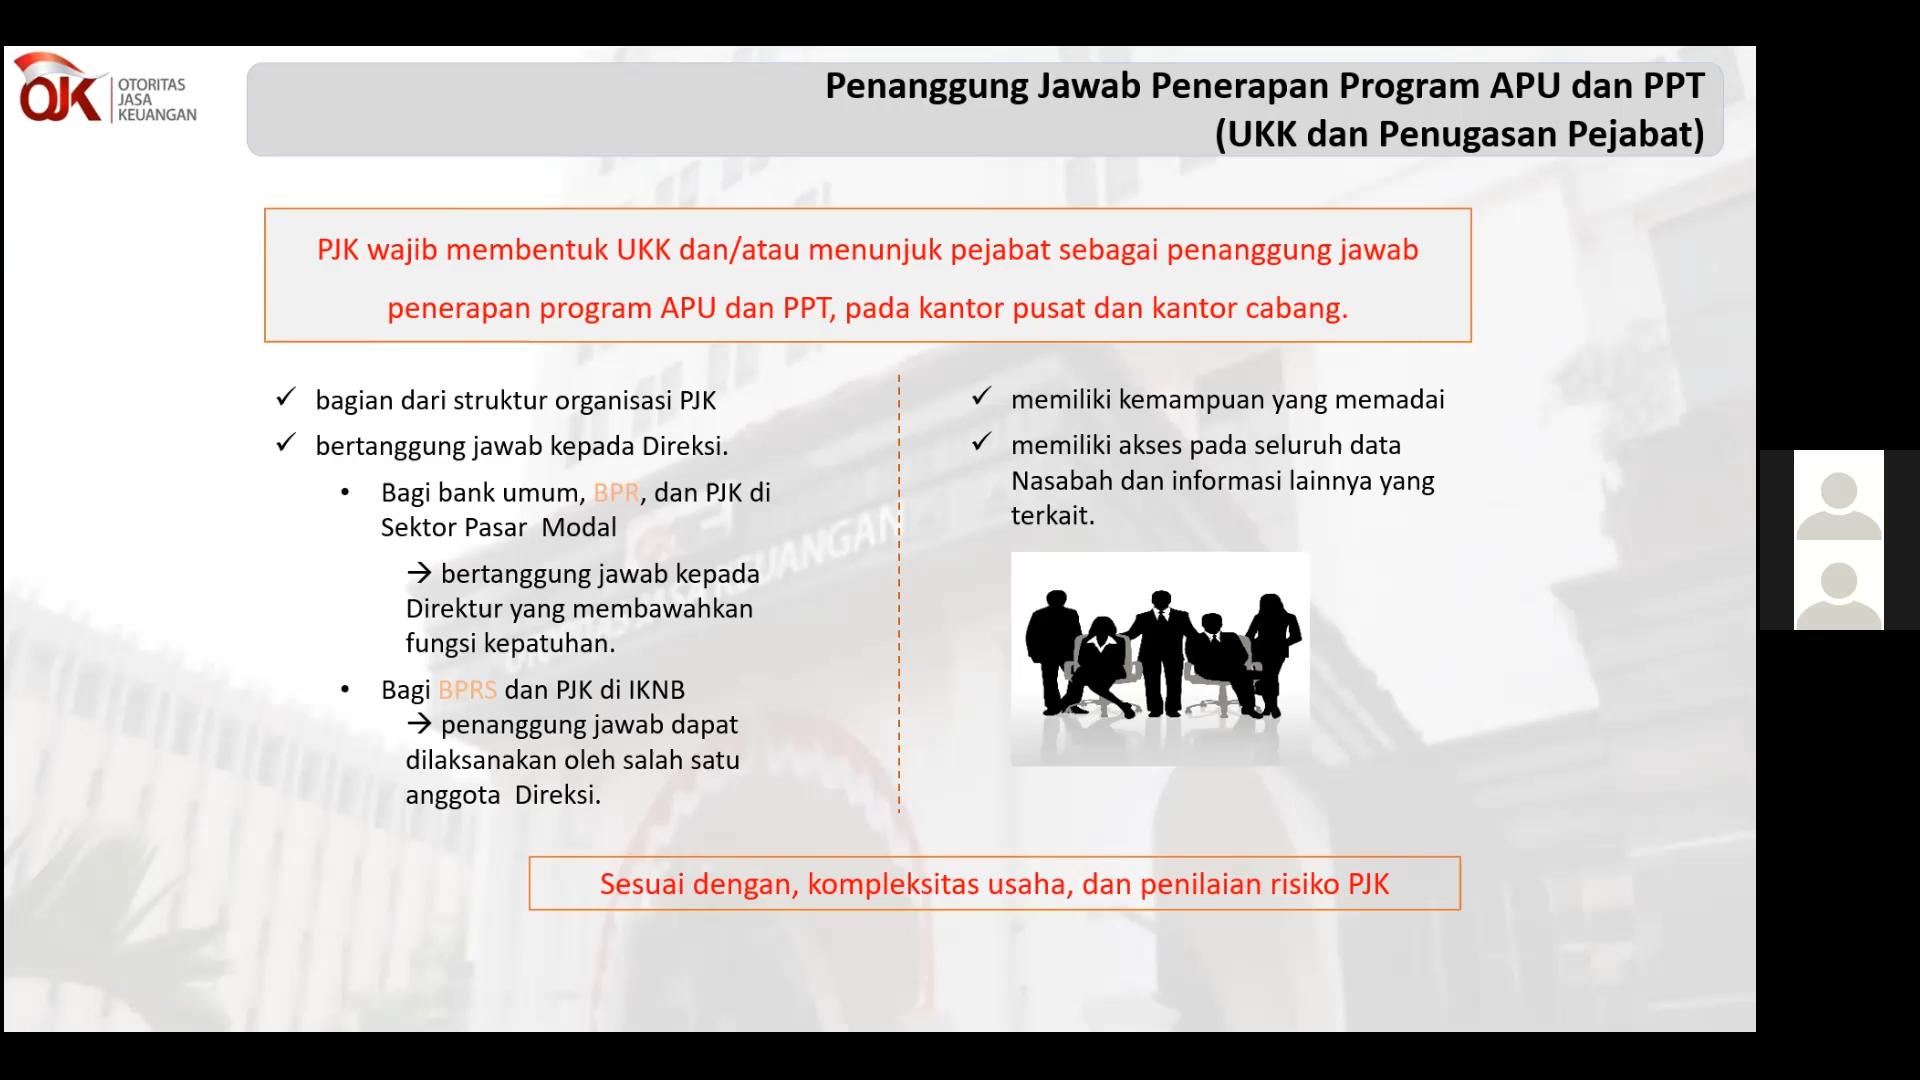 OJK
OTORITAS
JASA
KEUANGAN
Penanggung Jawab Penerapan Program APU dan PPT
(UKK dan Penugasan Pejabat)
PJK wajib membentuk UKK dan/atau menunjuk pejabat sebagai penanggung jawab
penerapan program APU dan PPT, pada kantor pusat dan kantor cabang.
✓ bagian dari struktur organisasi PJK
✓ bertanggung jawab kepada Direksi.
• Bagi bank umum, BPR, dan PJK di
Sektor Pasar Modal
→ bertanggung jawab kepada
Direktur yang membawahkan
fungsi kepatuhan.
• Bagi BPRS dan PJK di IKNB
→ penanggung jawab dapat
dilaksanakan oleh salah satu
anggota Direksi.
✓ memiliki kemampuan yang memadai
✓ memiliki akses pada seluruh data
Nasabah dan informasi lainnya yang
terkait.
Sesuai dengan, kompleksitas usaha, dan penilaian risiko PJK